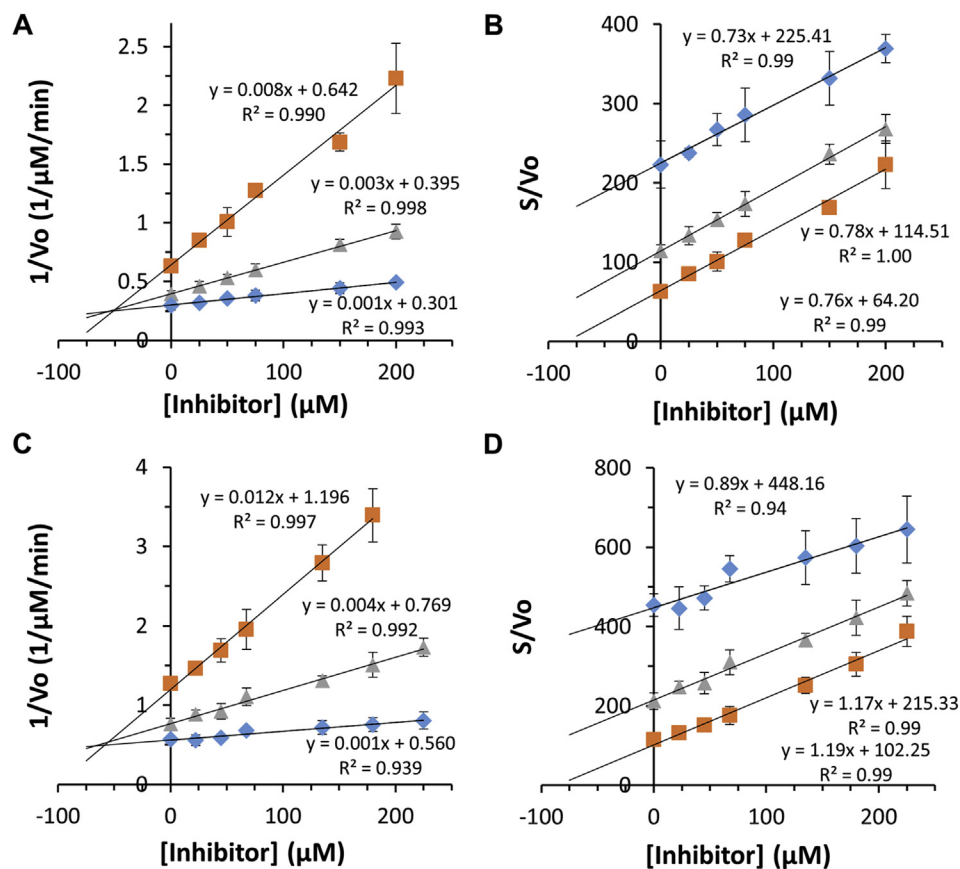 A
1/Vo (1/µM/min)
2.5
2
1.5
1
0.5
0
y = 0.008x + 0.642
R² = 0.990
y = 0.003x + 0.395
R² = 0.998
y = 0.001x + 0.301
R² = 0.993
-100
0
100
200
[Inhibitor] (µM)
B
S/Vo
400
300
200
100
0
y = 0.73x + 225.41
R² = 0.99
y = 0.78x + 114.51
R² = 1.00
y = 0.76x + 64.20
R² = 0.99
-100
0
100
200
[Inhibitor] (µM)
C
1/Vo (1/µM/min)
4
3
2
1
0
y = 0.012x + 1.196
R² = 0.997
y = 0.004x + 0.769
R² = 0.992
y = 0.001x + 0.560
R² = 0.939
-100
0
100
200
[Inhibitor] (µM)
D
S/Vo
800
600
400
200
0
y = 0.89x + 448.16
R² = 0.94
y = 1.17x + 215.33
R² = 0.99
y = 1.19x + 102.25
R² = 0.99
-100
0
100
200
[Inhibitor] (µM)